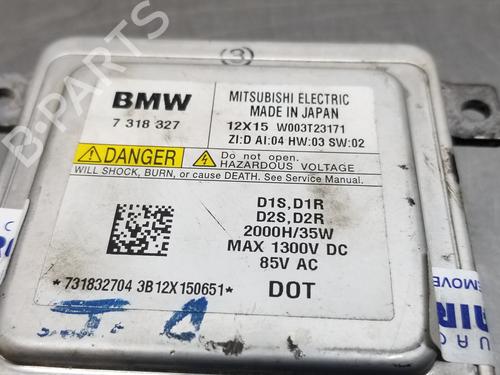 (3)
BMW
7 318 327
MITSUBISHI ELECTRIC
MADE IN JAPAN
12X15 W003T23171
ZI:D AI:04 HW:03 SW:02
DANGER
Do not open.
HAZARDOUS VOLTAGE
WILL SHOCK, BURN, or cause DEATH. See Service Manual.
D1S,D1R
D2S,D2R
2000H/35W
MAX 1300V DC
85V AC
*731832704 3B12X150651*
DOT
B-PARTS
REMOVE